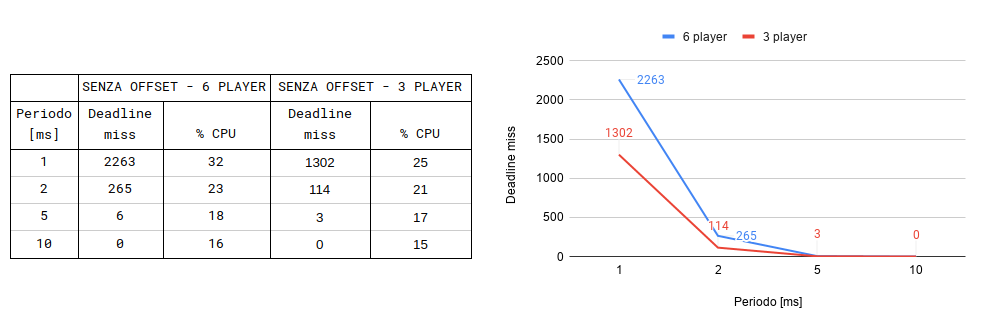 SENZA OFFSET - 6 PLAYER SENZA OFFSET - 3 PLAYER
Periodo [ms] Deadline miss % CPU Deadline miss % CPU
1 2263 32 1302 25
2 265 23 114 21
5 6 18 3 17
10 0 16 0 15
6 player 3 player
2500
2000
1500
1000
500
0
Deadline miss
2263
1302
114
265
3
0
1 2 5 10
Periodo [ms]